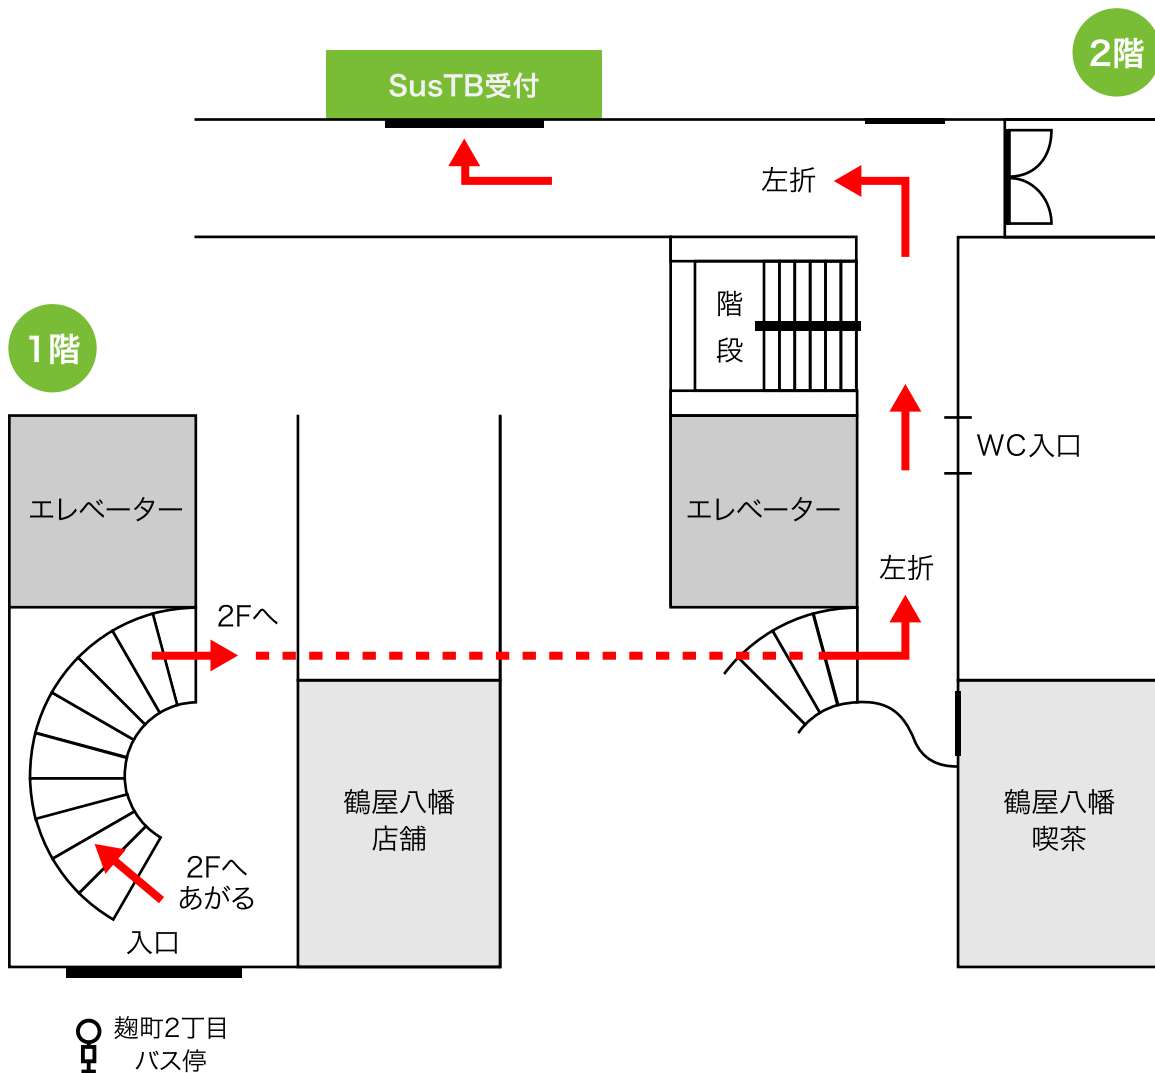 2階
SusTB受付
左折
階
段
1階
WC入口
エレベーター
エレベーター
左折
2Fへ
鶴屋八幡
店舗
鶴屋八幡
喫茶
2Fへ
あがる
入口
麹町2丁目
バス停